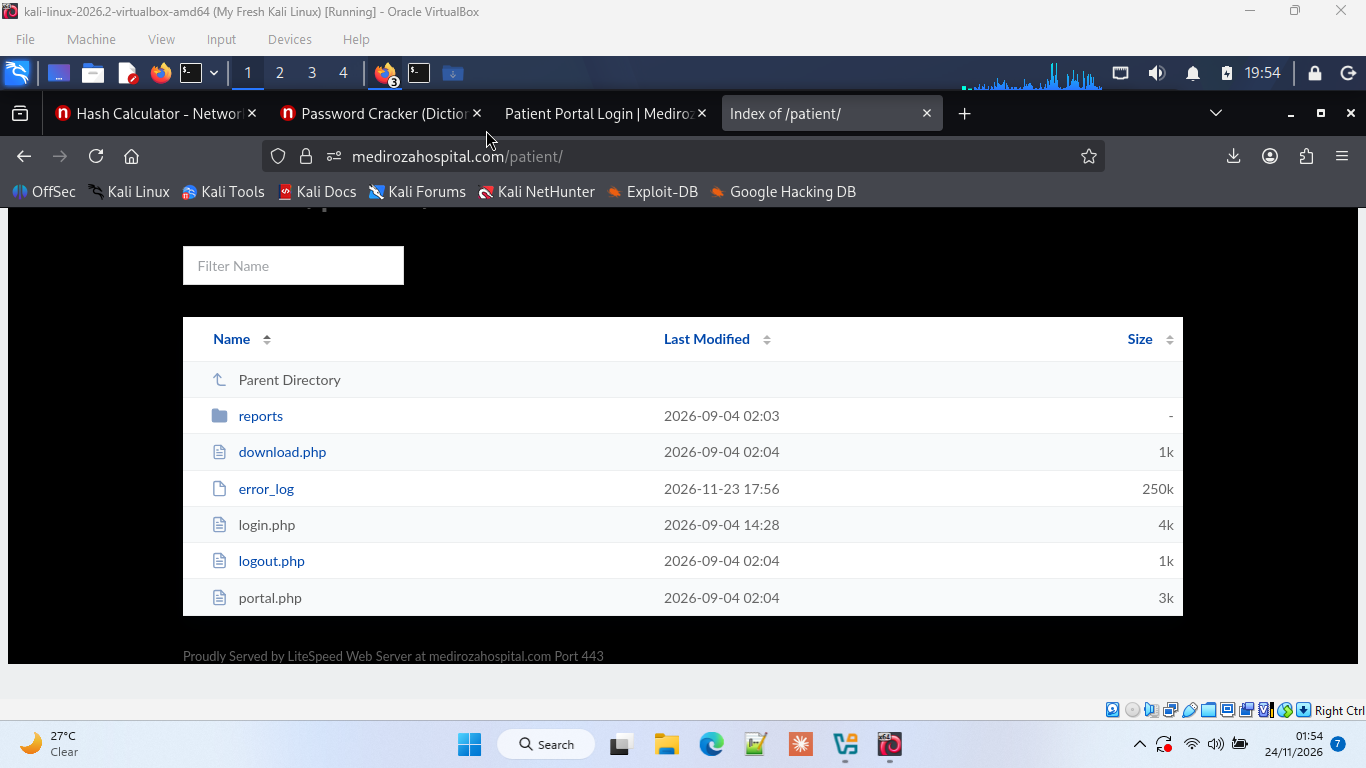 kali-linux-2026.2-virtualbox-amd64 (My Fresh Kali Linux) [Running] - Oracle VirtualBox
File Machine View Input Devices Help
1 2 3 4 3 19:54
Hash Calculator - Networ Password Cracker (Diction Patient Portal Login | Mediroz Index of /patient/
medirozahospital.com/patient/
OffSec Kali Linux Kali Tools Kali Docs Kali Forums Kali NetHunter Exploit-DB Google Hacking DB
Filter Name
Name Last Modified Size
Parent Directory
reports 2026-09-04 02:03 -
download.php 2026-09-04 02:04 1k
error_log 2026-11-23 17:56 250k
login.php 2026-09-04 14:28 4k
logout.php 2026-09-04 02:04 1k
portal.php 2026-09-04 02:04 3k
Proudly Served by LiteSpeed Web Server at medirozahospital.com Port 443
Right Ctrl
27°C
Clear
Search
01:54
24/11/2026
7